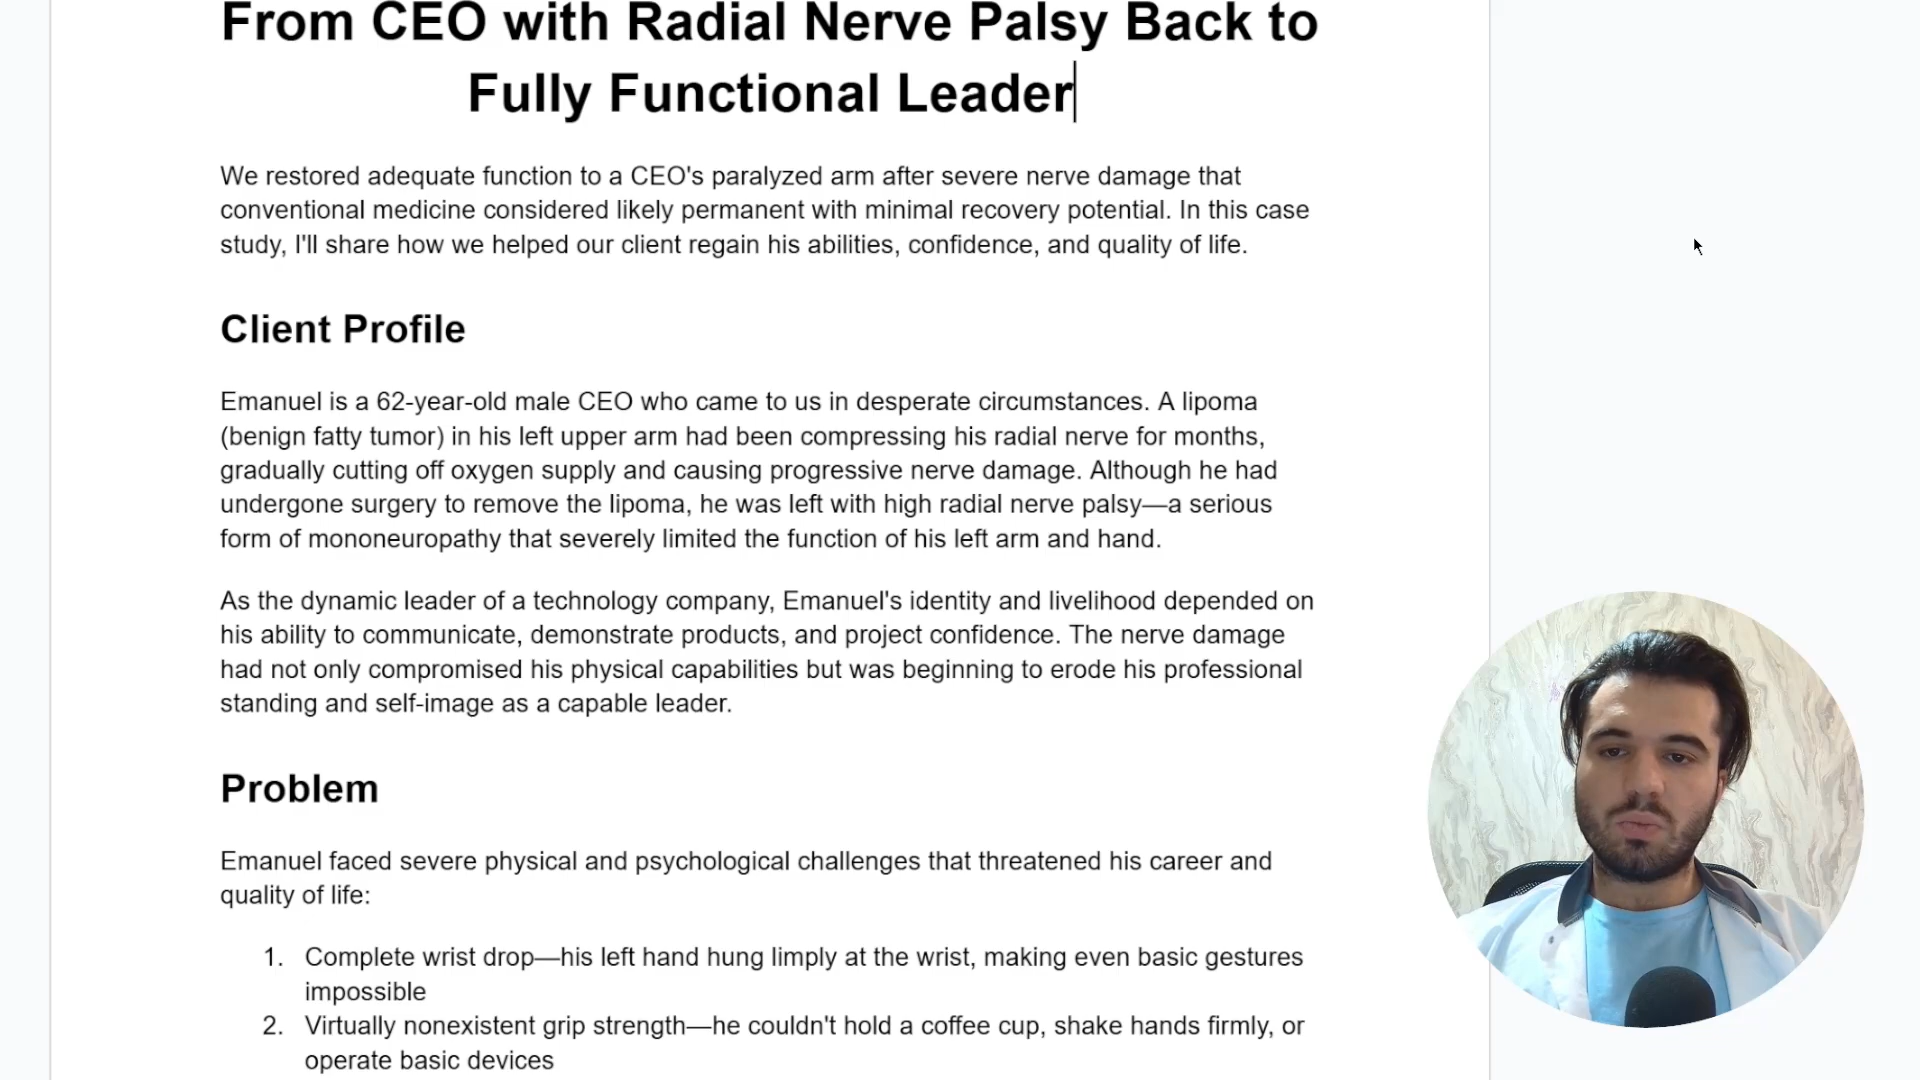 From CEO with Radial Nerve Palsy Back to
Fully Functional Leader
We restored adequate function to a CEO's paralyzed arm after severe nerve damage that
conventional medicine considered likely permanent with minimal recovery potential. In this case
study, I'll share how we helped our client regain his abilities, confidence, and quality of life.
Client Profile
Emanuel is a 62-year-old male CEO who came to us in desperate circumstances. A lipoma
(benign fatty tumor) in his left upper arm had been compressing his radial nerve for months,
gradually cutting off oxygen supply and causing progressive nerve damage. Although he had
undergone surgery to remove the lipoma, he was left with high radial nerve palsy—a serious
form of mononeuropathy that severely limited the function of his left arm and hand.
As the dynamic leader of a technology company, Emanuel's identity and livelihood depended on
his ability to communicate, demonstrate products, and project confidence. The nerve damage
had not only compromised his physical capabilities but was beginning to erode his professional
standing and self-image as a capable leader.
Problem
Emanuel faced severe physical and psychological challenges that threatened his career and
quality of life:
1. Complete wrist drop—his left hand hung limply at the wrist, making even basic gestures
impossible
2. Virtually nonexistent grip strength—he couldn't hold a coffee cup, shake hands firmly, or
operate basic devices